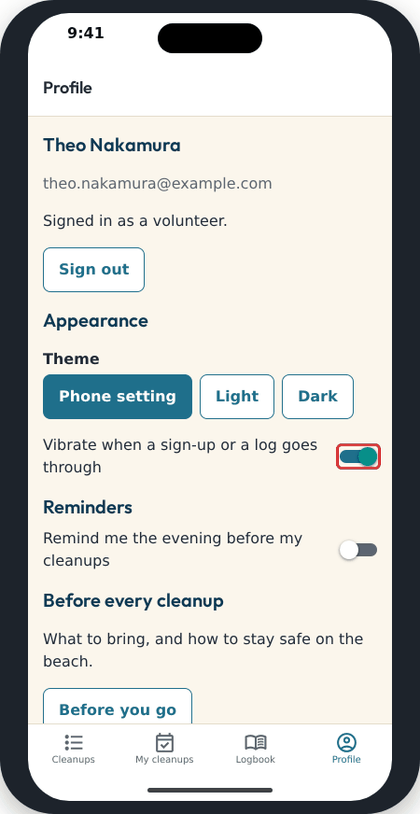 9:41
Profile
Theo Nakamura
theo.nakamura@example.com
Signed in as a volunteer.
Sign out
Appearance
Theme
Phone setting
Light
Dark
Vibrate when a sign-up or a log goes
through
Reminders
Remind me the evening before my
cleanups
Before every cleanup
What to bring, and how to stay safe on the
beach.
Before you go
Cleanups
My cleanups
Logbook
Profile